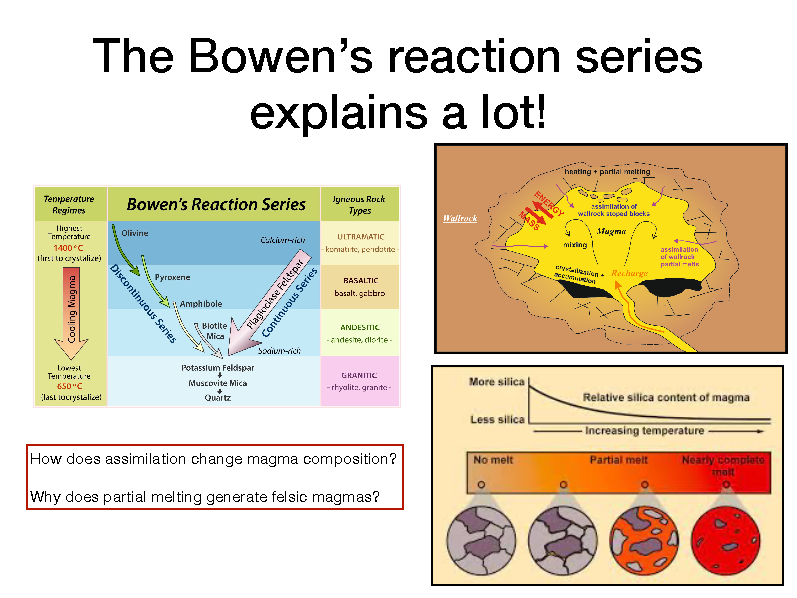 The Bowen's reaction series
explains a lot!
Temperature
Regimes
Bowen's Reaction Series
Igneous Rock
Types
Highest
Temperature
1400 °C
(first to crystalize)
Cooling Magma
Lowest
Temperature
650 °C
(last tocrystalize)
Olivine
Calcium-rich
Pyroxene
Amphibole
Biotite
Mica
Discontinuous Series
Plagioclase Feldspar
Continuous Series
Sodium-rich
Potassium Feldspar
Muscovite Mica
Quartz
ULTRAMATIC
- komatite, peridotite -
BASALTIC
basalt, gabbro
ANDESITIC
- andesite, diorite -
GRANITIC
- rhyolite, granite -
heating + partial melting
ENERGY
MASS
assimilation of
wallrock stoped blocks
Wallrock
Magma
mixing
assimilation
of wallrock
partial melts
crystallization +
accumulation
Recharge
More silica
Relative silica content of magma
Less silica
Increasing temperature
No melt
Partial melt
Nearly complete
melt
How does assimilation change magma composition?
Why does partial melting generate felsic magmas?